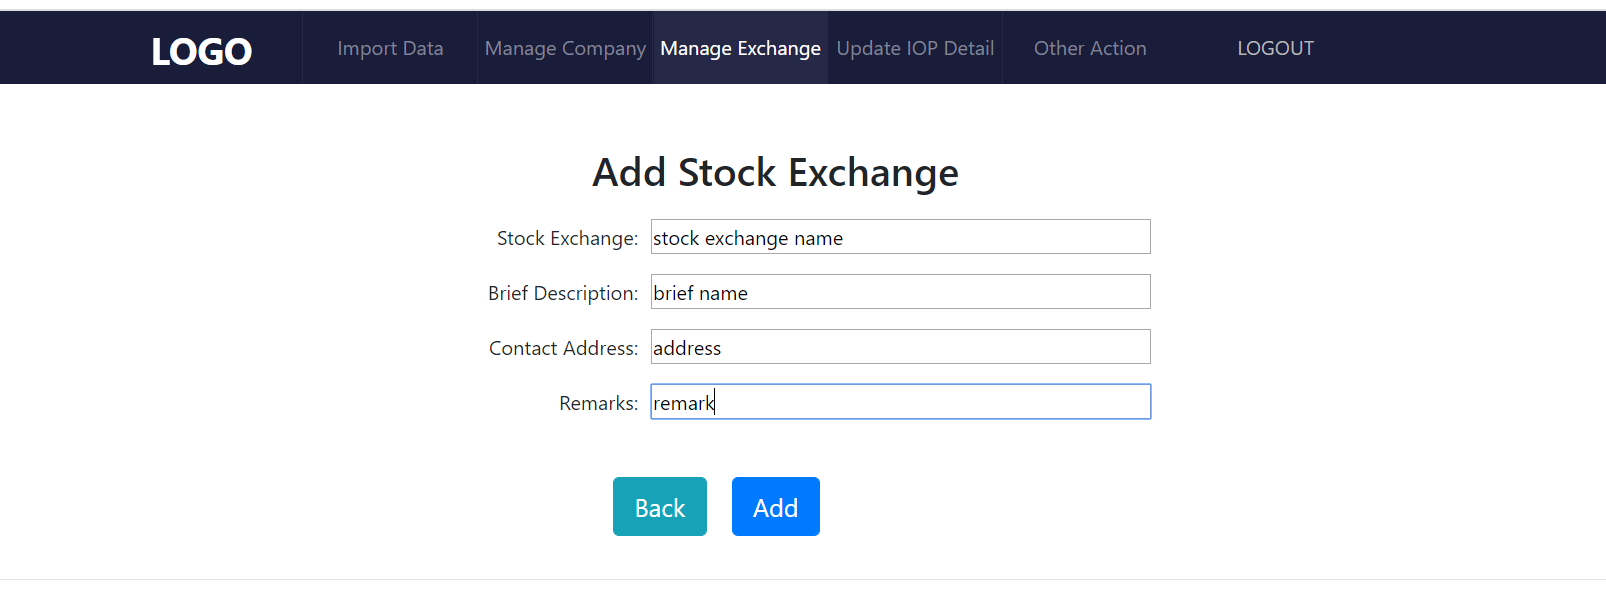 LOGO Import Data Manage Company Manage Exchange Update IOP Detail Other Action LOGOUT
Add Stock Exchange
Stock Exchange: stock exchange name
Brief Description: brief name
Contact Address: address
Remarks: remark
Back Add